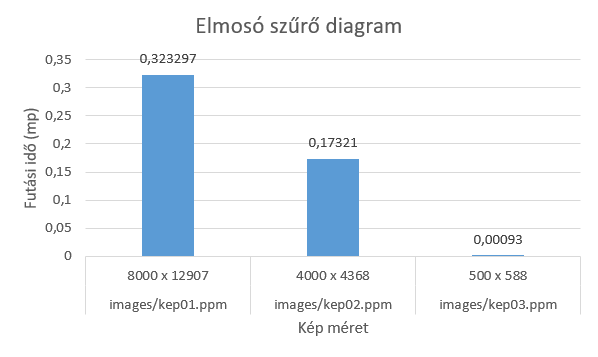 Elmosó szűrő diagram
Futási idő (mp)
0,35
0,3
0,25
0,2
0,15
0,1
0,05
0
0,323297
0,17321
0,00093
8000 x 12907
4000 x 4368
500 x 588
images/kep01.ppm
images/kep02.ppm
images/kep03.ppm
Kép méret